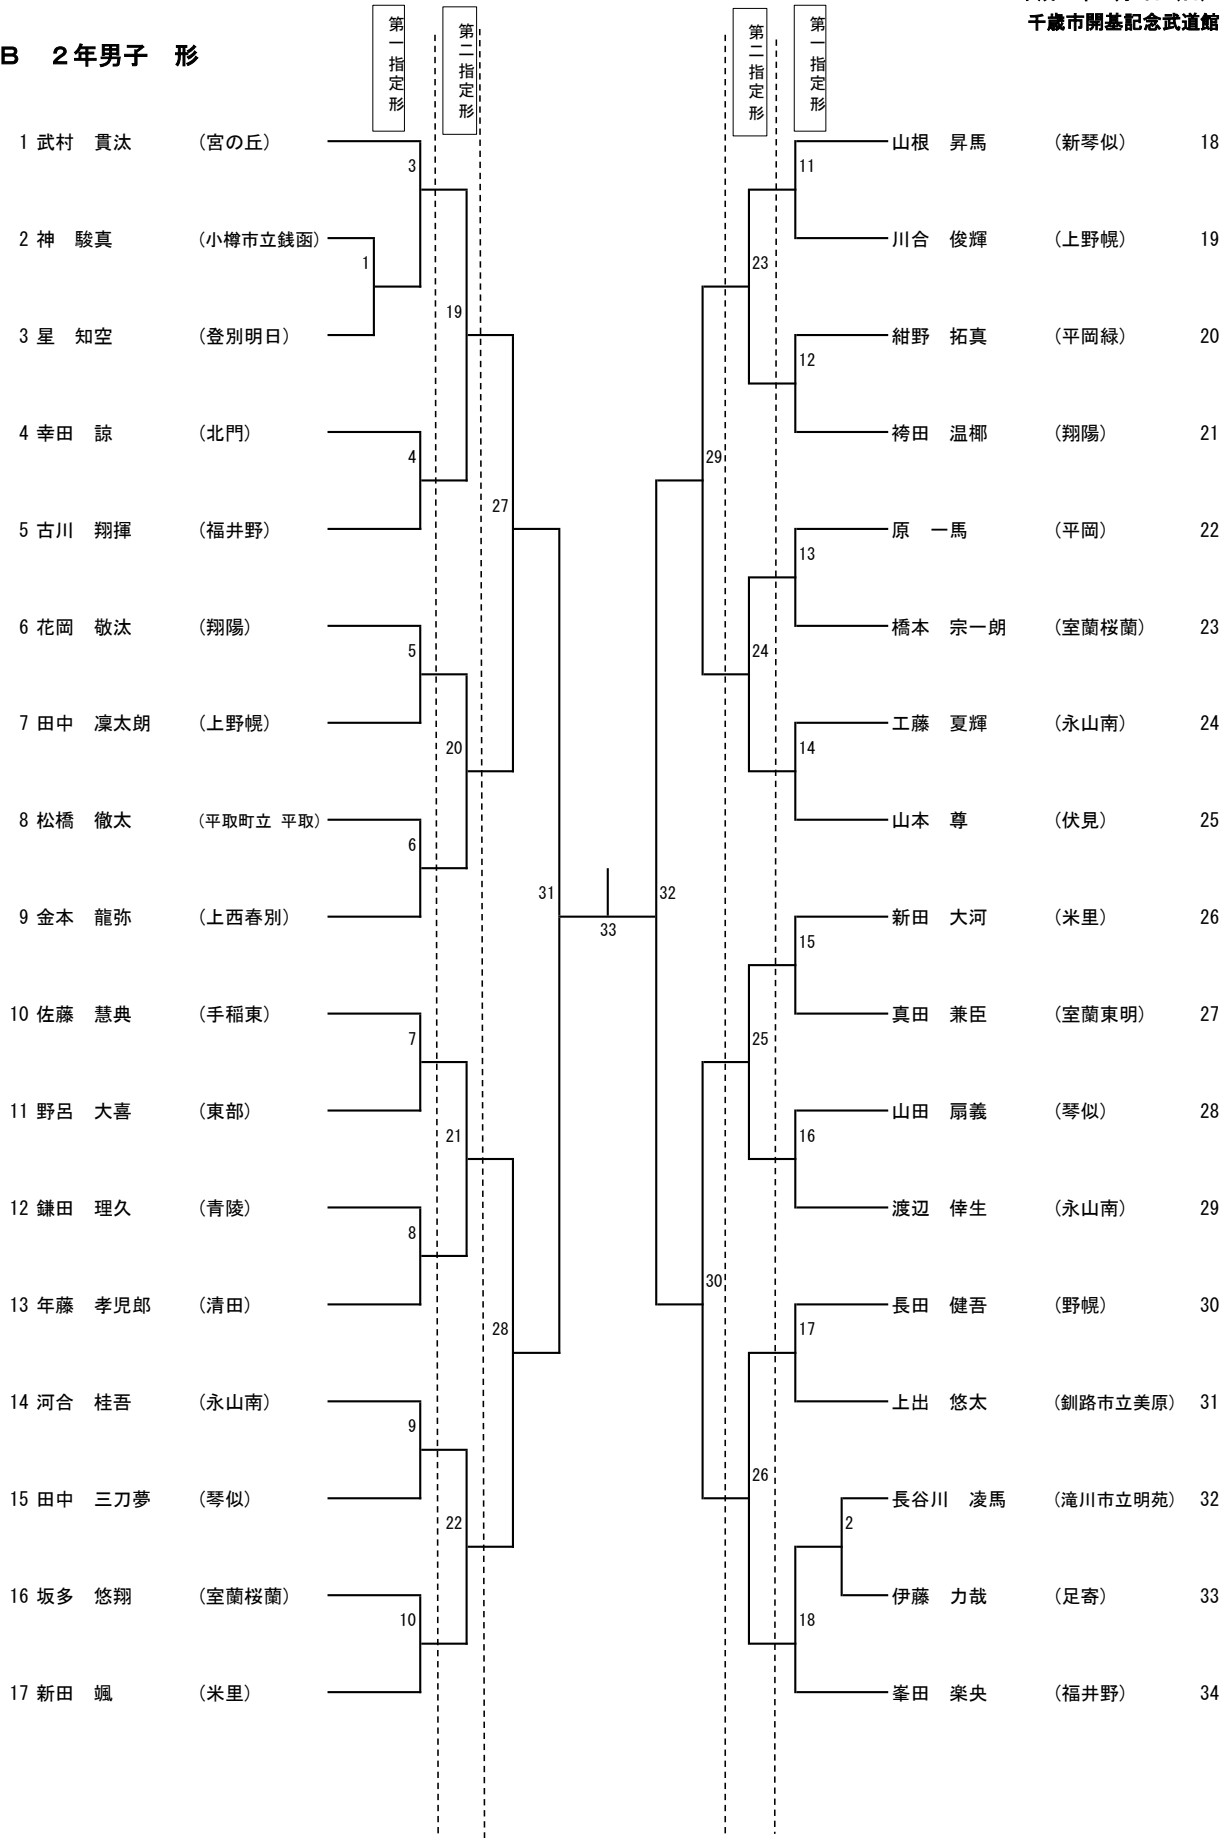 千歳市開基記念武道館
B　２年男子　形
第一指定形
第二指定形
第二指定形
第一指定形
1 武村　貫汰 (宮の丘)
2 神　駿真 (小樽市立銭函)
3 星　知空 (登別明日)
4 幸田　諒 (北門)
5 古川　翔揮 (福井野)
6 花岡　敬汰 (翔陽)
7 田中　凜太朗 (上野幌)
8 松橋　徹太 (平取町立 平取)
9 金本　龍弥 (上西春別)
10 佐藤　慧典 (手稲東)
11 野呂　大喜 (東部)
12 鎌田　理久 (青陵)
13 年藤　孝児郎 (清田)
14 河合　桂吾 (永山南)
15 田中　三刀夢 (琴似)
16 坂多　悠翔 (室蘭桜蘭)
17 新田　颯 (米里)
3
1
19
4
27
5
20
6
31
7
21
8
28
9
22
10
33
32
11
23
12
29
13
24
14
15
25
16
30
17
26
2
18
山根　昇馬 (新琴似) 18
川合　俊輝 (上野幌) 19
紺野　拓真 (平岡緑) 20
袴田　温椰 (翔陽) 21
原　一馬 (平岡) 22
橋本　宗一朗 (室蘭桜蘭) 23
工藤　夏輝 (永山南) 24
山本　尊 (伏見) 25
新田　大河 (米里) 26
真田　兼臣 (室蘭東明) 27
山田　扇義 (琴似) 28
渡辺　倖生 (永山南) 29
長田　健吾 (野幌) 30
上出　悠太 (釧路市立美原) 31
長谷川　凌馬 (滝川市立明苑) 32
伊藤　力哉 (足寄) 33
峯田　楽央 (福井野) 34